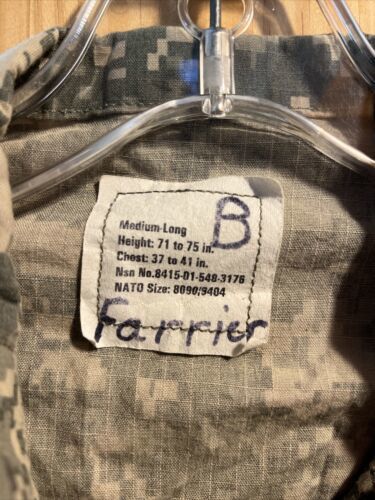 B
Medium-Long
Height: 71 to 75 in.
Chest: 37 to 41 in.
Nsn No.8415-01-548-3176
NATO Size: 8090/9404
Farrier